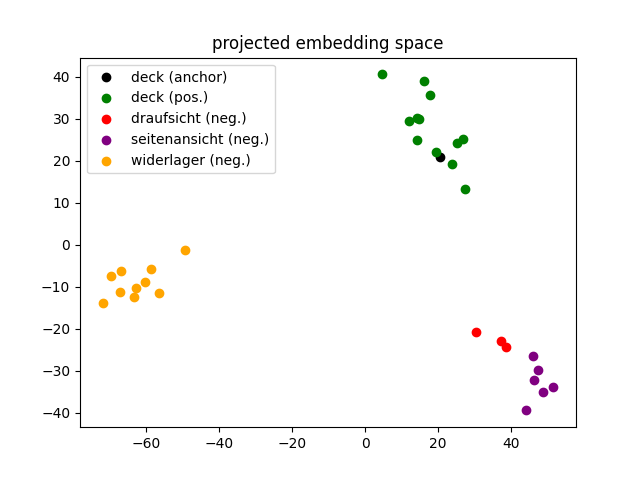 projected embedding space
deck (anchor)
deck (pos.)
draufsicht (neg.)
seitenansicht (neg.)
widerlager (neg.)
40
30
20
10
0
−10
−20
−30
−40
−60 −40 −20 0 20 40